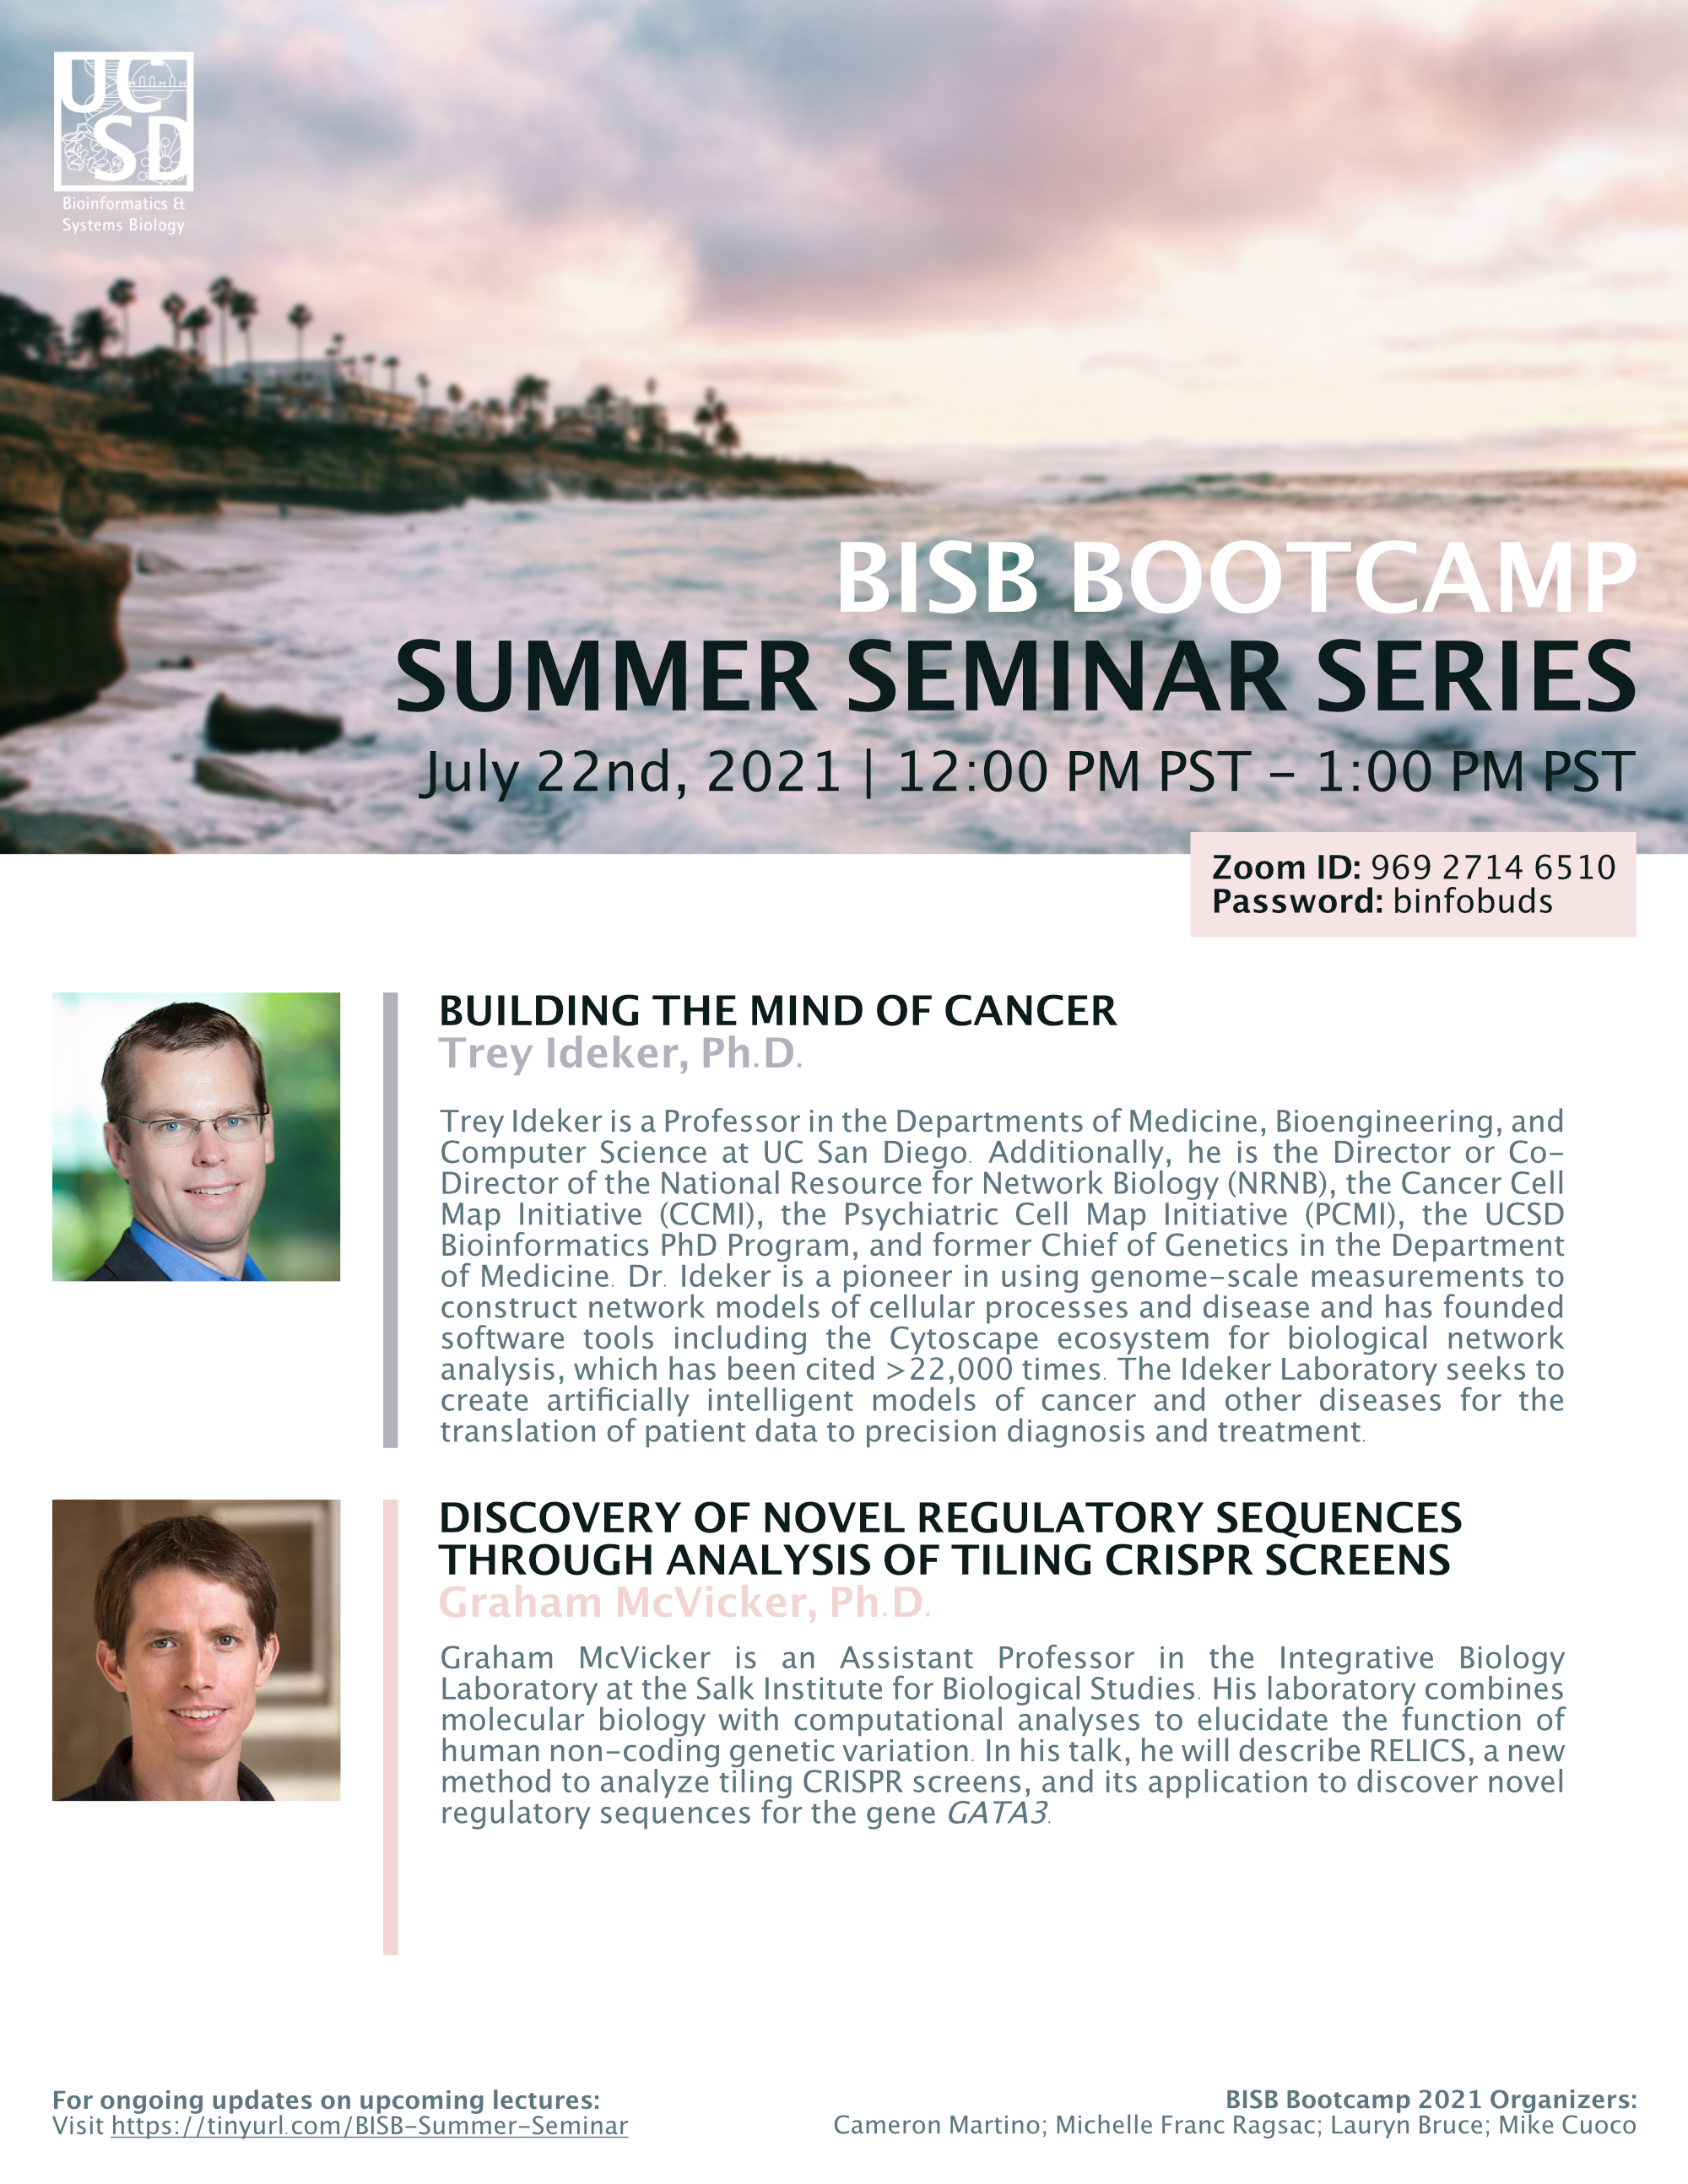 UC
SD
Bioinformatics &
Systems Biology
BISB BOOTCAMP
SUMMER SEMINAR SERIES
July 22nd, 2021 | 12:00 PM PST – 1:00 PM PST
Zoom ID: 969 2714 6510
Password: binfobuds
BUILDING THE MIND OF CANCER
Trey Ideker, Ph.D.
Trey Ideker is a Professor in the Departments of Medicine, Bioengineering, and
Computer Science at UC San Diego. Additionally, he is the Director or Co-
Director of the National Resource for Network Biology (NRNB), the Cancer Cell
Map Initiative (CCMI), the Psychiatric Cell Map Initiative (PCMI), the UCSD
Bioinformatics PhD Program, and former Chief of Genetics in the Department
of Medicine. Dr. Ideker is a pioneer in using genome-scale measurements to
construct network models of cellular processes and disease and has founded
software tools including the Cytoscape ecosystem for biological network
analysis, which has been cited >22,000 times. The Ideker Laboratory seeks to
create artificially intelligent models of cancer and other diseases for the
translation of patient data to precision diagnosis and treatment.
DISCOVERY OF NOVEL REGULATORY SEQUENCES
THROUGH ANALYSIS OF TILING CRISPR SCREENS
Graham McVicker, Ph.D.
Graham McVicker is an Assistant Professor in the Integrative Biology
Laboratory at the Salk Institute for Biological Studies. His laboratory combines
molecular biology with computational analyses to elucidate the function of
human non-coding genetic variation. In his talk, he will describe RELICS, a new
method to analyze tiling CRISPR screens, and its application to discover novel
regulatory sequences for the gene GATA3.
For ongoing updates on upcoming lectures:
Visit https://tinyurl.com/BISB-Summer-Seminar
BISB Bootcamp 2021 Organizers:
Cameron Martino; Michelle Franc Ragsac; Lauryn Bruce; Mike Cuoco